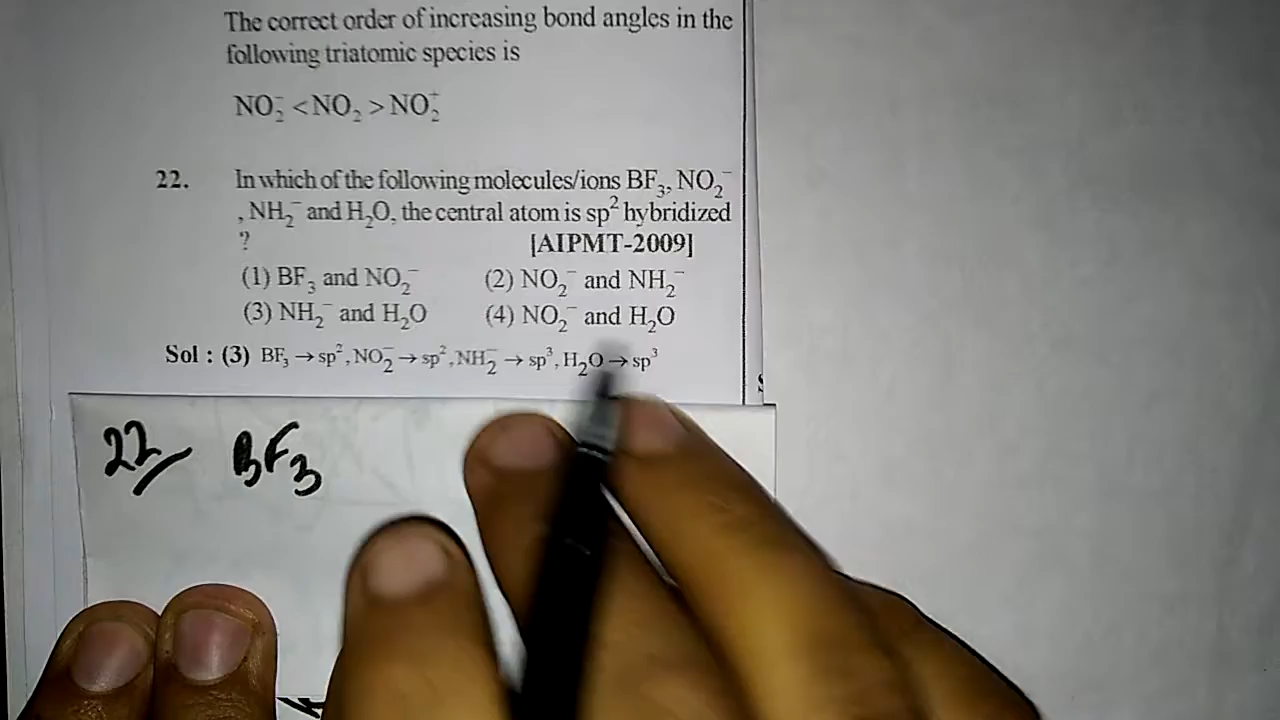 The correct order of increasing bond angles in the
following triatomic species is
NO₂⁻ < NO₂ > NO₂⁺
22. In which of the following molecules/ions BF₃, NO₂⁻
, NH₂⁻ and H₂O, the central atom is sp² hybridized
? [AIPMT-2009]
(1) BF₃ and NO₂⁻ (2) NO₂⁻ and NH₂⁻
(3) NH₂⁻ and H₂O (4) NO₂⁻ and H₂O
Sol : (3) BF₃ → sp², NO₂⁻ → sp², NH₂⁻ → sp³, H₂O → sp³
22 BF₃